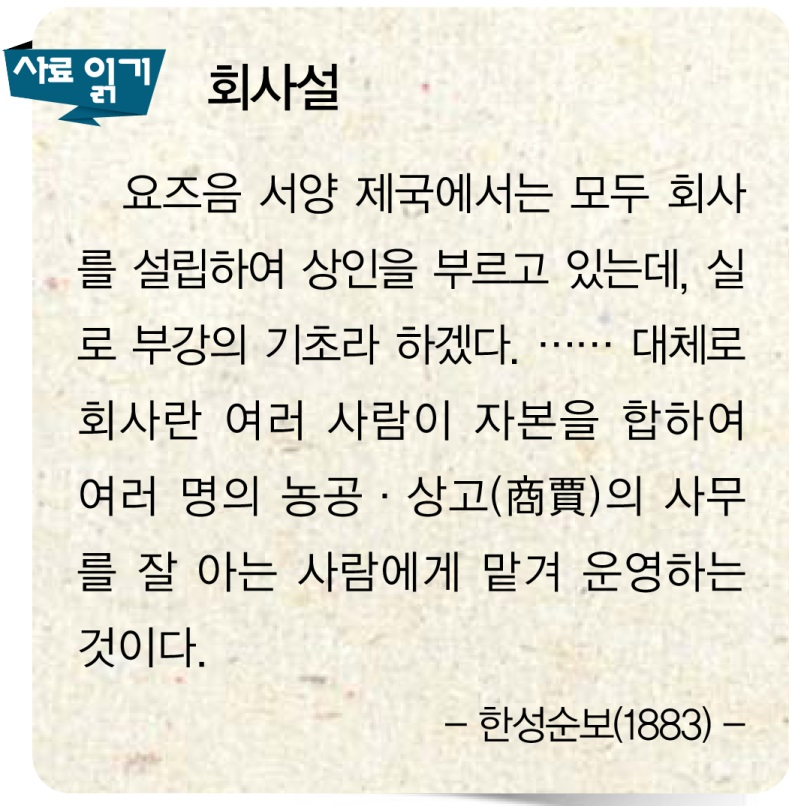 사료 읽기
회사설
요즈음 서양 제국에서는 모두 회사
를 설립하여 상인을 부르고 있는데, 실
로 부강의 기초라 하겠다. …… 대체로
회사란 여러 사람이 자본을 합하여
여러 명의 농공 · 상고(商賈)의 사무
를 잘 아는 사람에게 맡겨 운영하는
것이다.
– 한성순보(1883) –